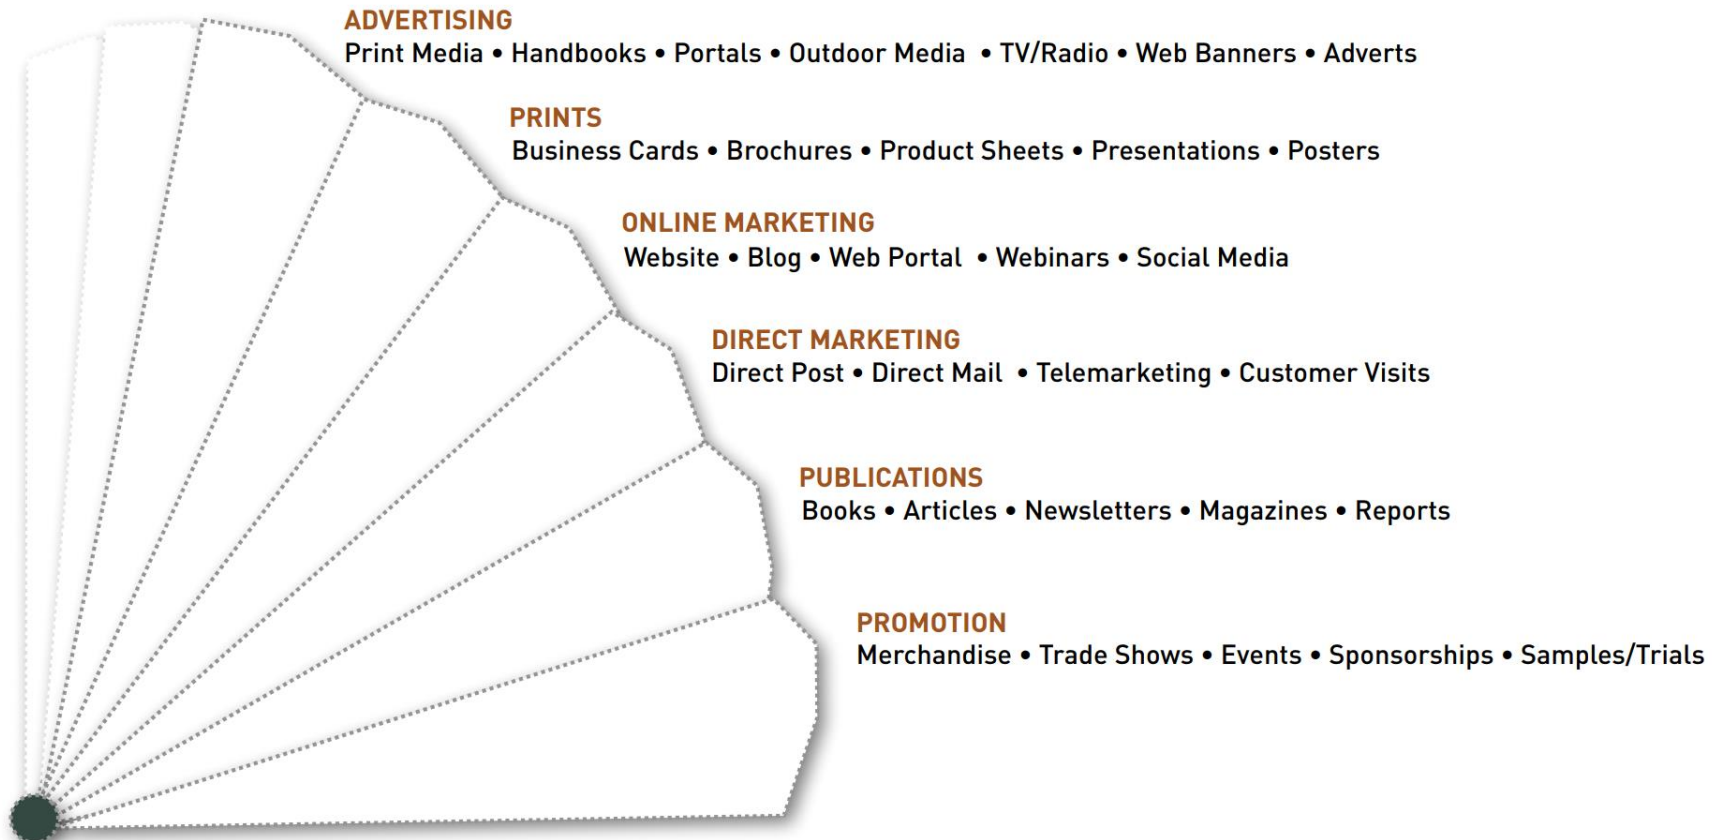 ADVERTISING
Print Media • Handbooks • Portals • Outdoor Media • TV/Radio • Web Banners • Adverts
PRINTS
Business Cards • Brochures • Product Sheets • Presentations • Posters
ONLINE MARKETING
Website • Blog • Web Portal • Webinars • Social Media
DIRECT MARKETING
Direct Post • Direct Mail • Telemarketing • Customer Visits
PUBLICATIONS
Books • Articles • Newsletters • Magazines • Reports
PROMOTION
Merchandise • Trade Shows • Events • Sponsorships • Samples/Trials